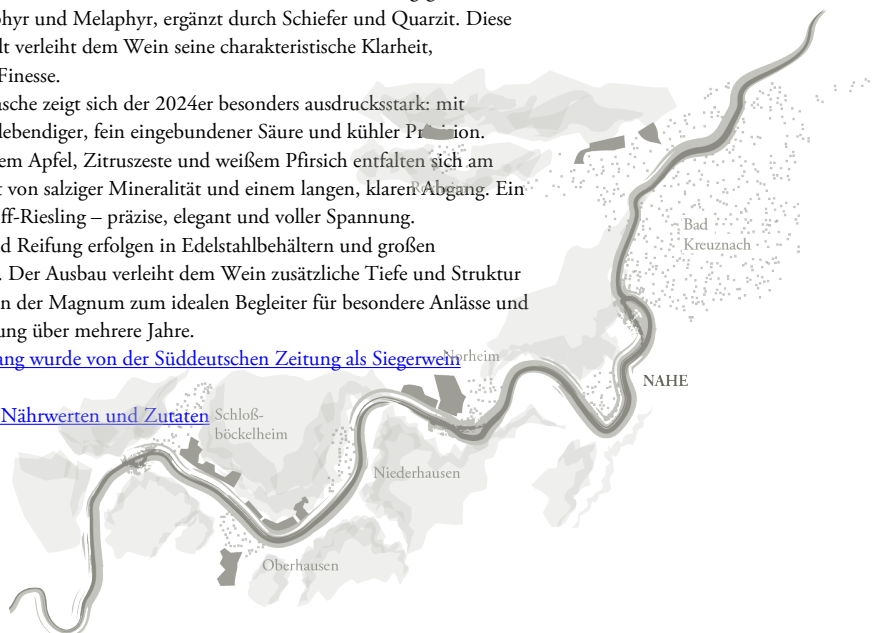 phyr und Melaphyr, ergänzt durch Schiefer und Quarzit. Diese
lt verleiht dem Wein seine charakteristische Klarheit,
Finesse.
asche zeigt sich der 2024er besonders ausdrucksstark: mit
lebendiger, fein eingebundener Säure und kühler Präzision.
em Apfel, Zitruszeste und weißem Pfirsich entfalten sich am
t von salziger Mineralität und einem langen, klaren Abgang. Ein
ff-Riesling – präzise, elegant und voller Spannung.
d Reifung erfolgen in Edelstahlbehältern und großen
. Der Ausbau verleiht dem Wein zusätzliche Tiefe und Struktur
n der Magnum zum idealen Begleiter für besondere Anlässe und
ung über mehrere Jahre.
ang wurde von der Süddeutschen Zeitung als Siegerwein
Nährwerten und Zutaten
Bad
Kreuznach
Norheim
NAHE
Schloß-
böckelheim
Niederhausen
Oberhausen